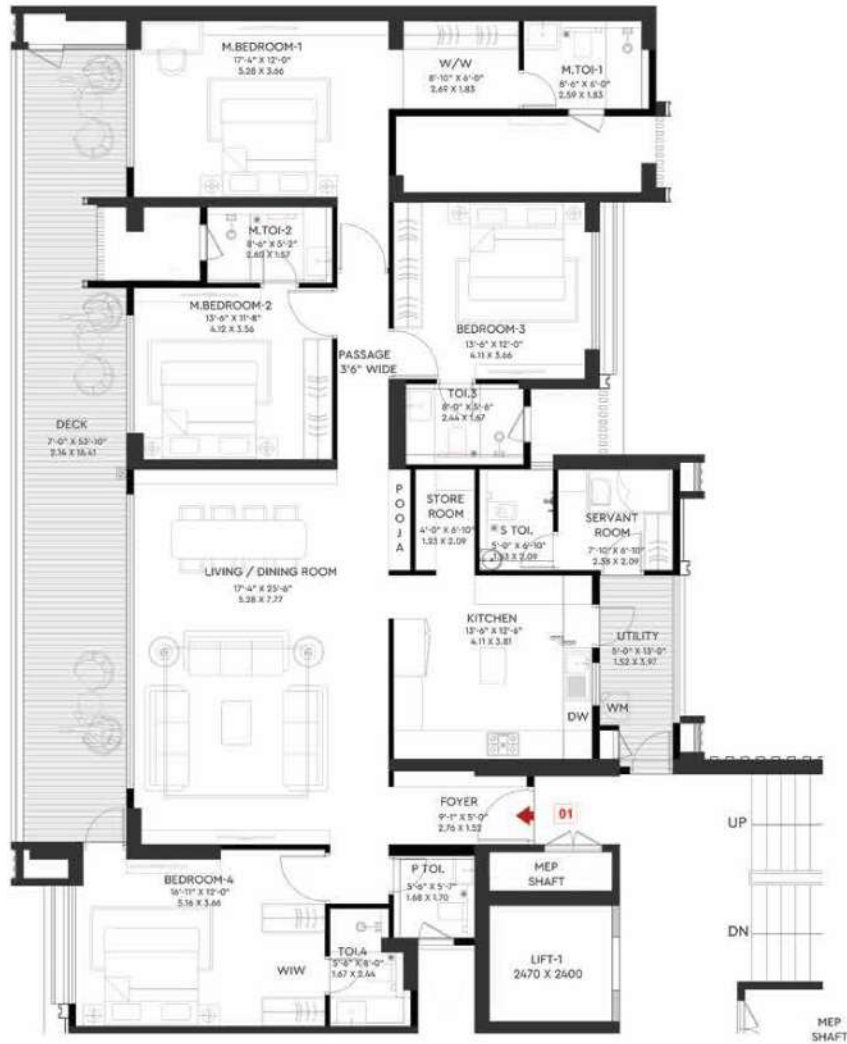 M.BEDROOM-1
17'-4" X 12'-0"
5.28 X 3.66
W/W
8'-10" X 6'-0"
2.69 X 1.83
M.TOI-1
8'-6" X 6'-0"
2.59 X 1.83
M.TOI-2
8'-6" X 5'-2"
2.60 X 1.57
M.BEDROOM-2
13'-6" X 11'-8"
4.12 X 3.56
BEDROOM-3
13'-6" X 12'-0"
4.11 X 3.66
PASSAGE
3'6" WIDE
TOI.3
8'-0" X 5'-6"
2.44 X 1.67
DECK
7'-0" X 53'-10"
2.14 X 16.41
POOJA
STORE
ROOM
4'-0" X 6'-10"
1.23 X 2.09
S TOI.
5'-0" X 6'-10"
1.53 X 2.09
SERVANT
ROOM
7'-10" X 6'-10"
2.38 X 2.09
LIVING / DINING ROOM
17'-4" X 25'-6"
5.28 X 7.77
KITCHEN
13'-6" X 12'-6"
4.11 X 3.81
UTILITY
5'-0" X 13'-0"
1.52 X 3.97
WM
DW
FOYER
9'-1" X 5'-0"
2.76 X 1.52
01
UP
MEP
SHAFT
BEDROOM-4
16'-11" X 12'-0"
5.16 X 3.66
P TOI.
5'-6" X 5'-7"
1.68 X 1.70
DN
TOI.4
5'-6" X 8'-0"
1.67 X 2.44
WIW
LIFT-1
2470 X 2400
MEP
SHAFT